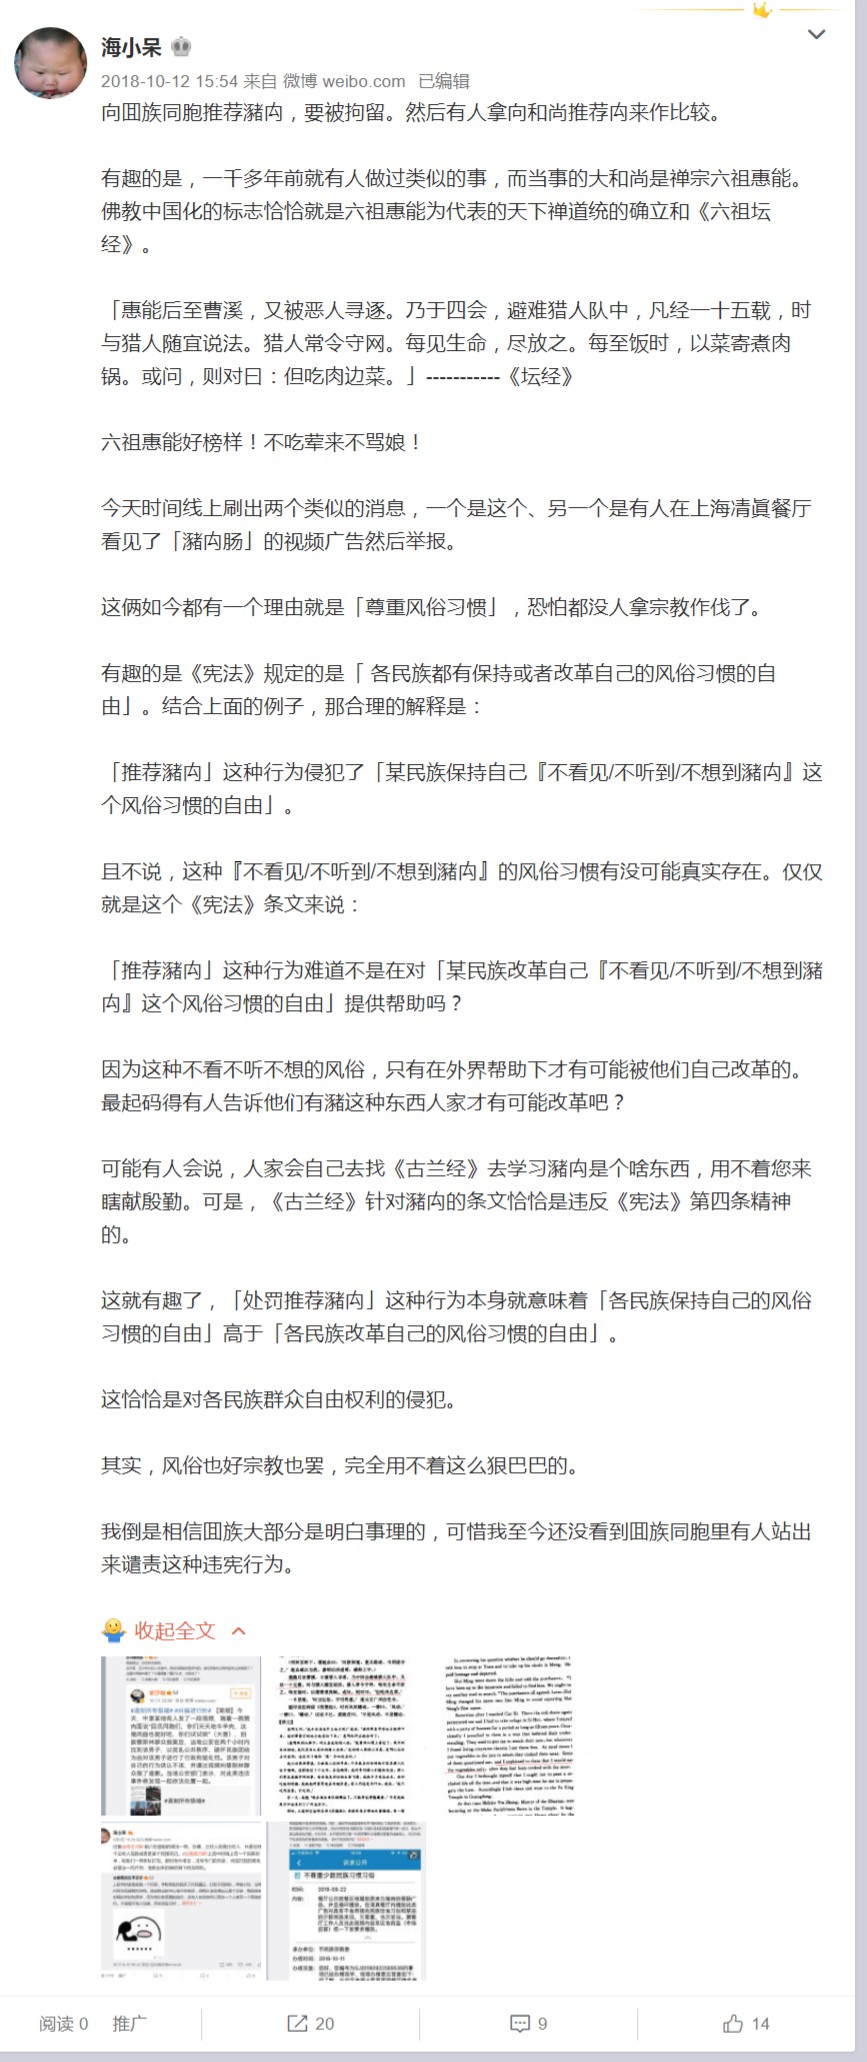 海小呆
2018-10-12 15:54 来自 微博 weibo.com 已编辑
向囬族同胞推荐豬禸，要被拘留。然后有人拿向和尚推荐禸来作比较。
有趣的是，一千多年前就有人做过类似的事，而当事的大和尚是禅宗六祖惠能。
佛教中国化的标志恰恰就是六祖惠能为代表的天下禅道统的确立和《六祖坛
经》。
「惠能后至曹溪，又被恶人寻逐。乃于四会，避难猎人队中，凡经一十五载，时
与猎人随宜说法。猎人常令守网。每见生命，尽放之。每至饭时，以菜寄煮肉
锅。或问，则对曰：但吃肉边菜。」-----------《坛经》
六祖惠能好榜样！不吃荤来不骂娘！
今天时间线上刷出两个类似的消息，一个是这个、另一个是有人在上海凊眞餐厅
看见了「豬禸肠」的视频广告然后举报。
这俩如今都有一个理由就是「尊重风俗习惯」，恐怕都没人拿宗教作伐了。
有趣的是《宪法》规定的是「 各民族都有保持或者改革自己的风俗习惯的自
由」。结合上面的例子，那合理的解释是：
「推荐豬禸」这种行为侵犯了「某民族保持自己『不看见/不听到/不想到豬禸』这
个风俗习惯的自由」。
且不说，这种『不看见/不听到/不想到豬禸』的风俗习惯有没可能真实存在。仅仅
就是这个《宪法》条文来说：
「推荐豬禸」这种行为难道不是在对「某民族改革自己『不看见/不听到/不想到豬
禸』这个风俗习惯的自由」提供帮助吗？
因为这种不看不听不想的风俗，只有在外界帮助下才有可能被他们自己改革的。
最起码得有人告诉他们有豬这种东西人家才有可能改革吧？
可能有人会说，人家会自己去找《古兰经》去学习豬禸是个啥东西，用不着您来
瞎献殷勤。可是，《古兰经》针对豬禸的条文恰恰是违反《宪法》第四条精神
的。
这就有趣了，「处罚推荐豬禸」这种行为本身就意味着「各民族保持自己的风俗
习惯的自由」高于「各民族改革自己的风俗习惯的自由」。
这恰恰是对各民族群众自由权利的侵犯。
其实，风俗也好宗教也罢，完全用不着这么狠巴巴的。
我倒是相信囬族大部分是明白事理的，可惜我至今还没看到囬族同胞里有人站出
来谴责这种违宪行为。
收起全文
不尊重少数民族习惯习俗
阅读 0 推广 20 9 14